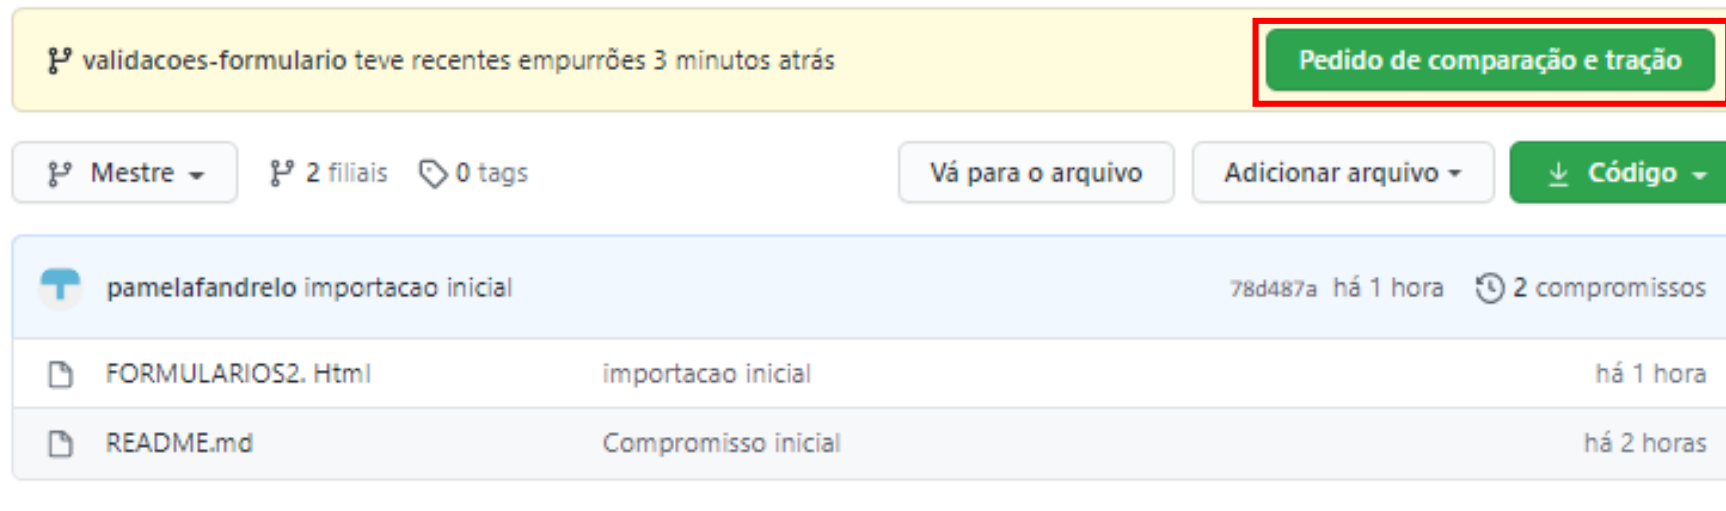 validacoes-formulario teve recentes empurrões 3 minutos atrás
Pedido de comparação e tração
Mestre
2 filiais
0 tags
Vá para o arquivo
Adicionar arquivo
Código
pamelafandrelo importacao inicial
78d487a há 1 hora
2 compromissos
FORMULARIOS2. Html importacao inicial há 1 hora
README.md Compromisso inicial há 2 horas